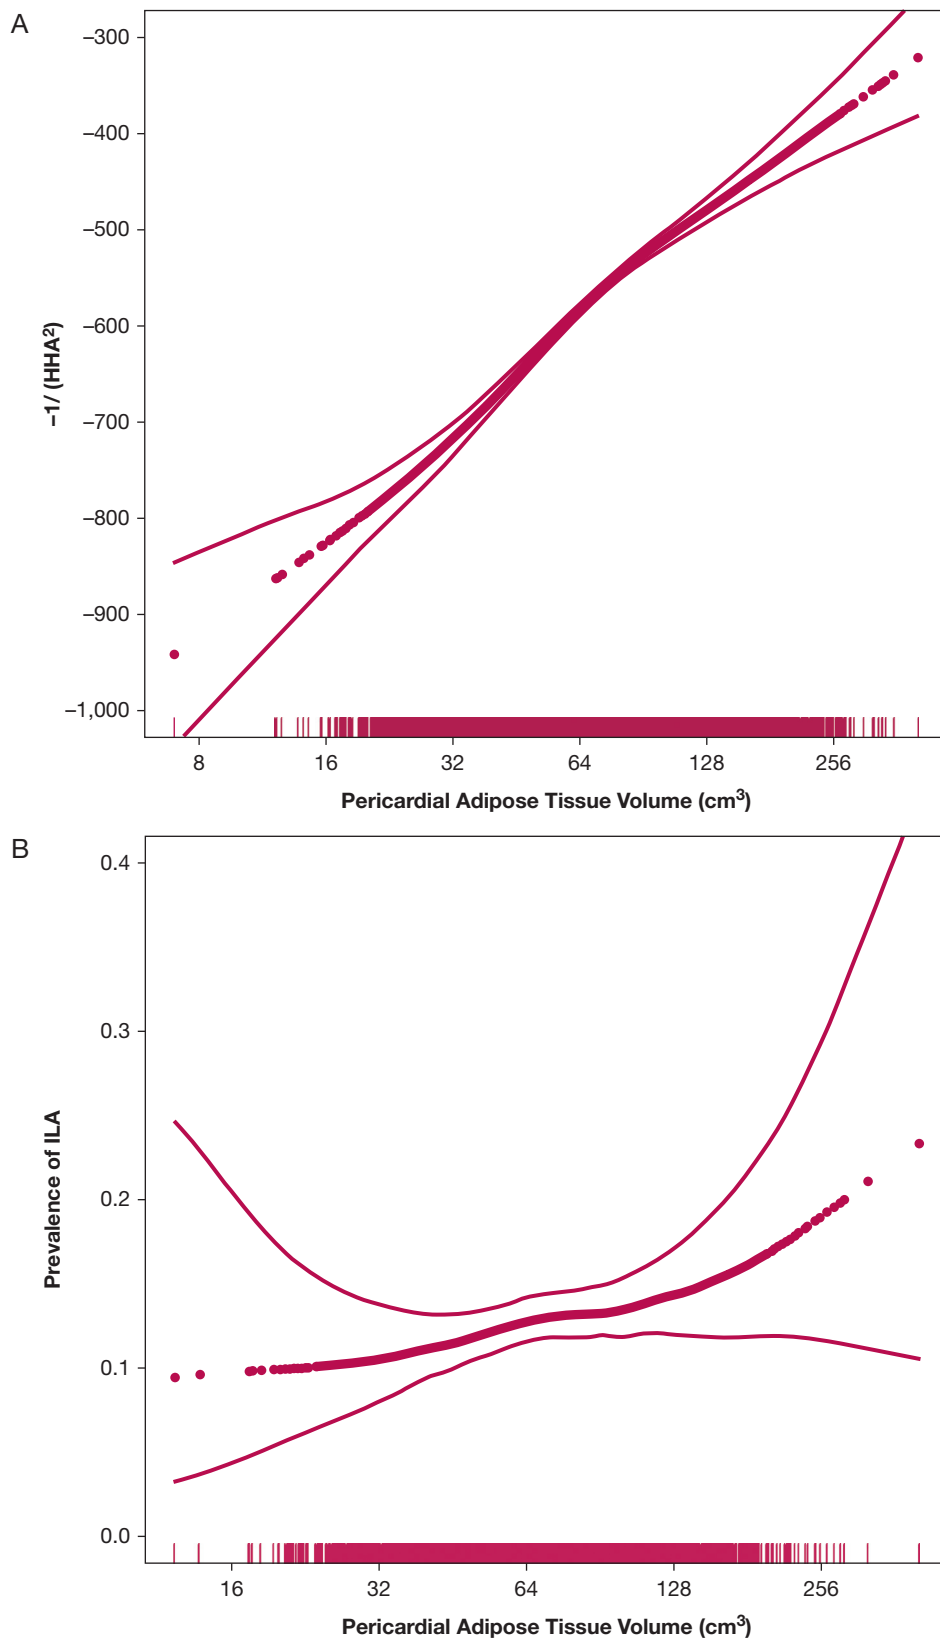 A
–300
–400
–500
–600
–700
–800
–900
–1,000
–1/ (HHA²)
8 16 32 64 128 256
Pericardial Adipose Tissue Volume (cm³)
B
0.4
0.3
0.2
0.1
0.0
Prevalence of ILA
16 32 64 128 256
Pericardial Adipose Tissue Volume (cm³)